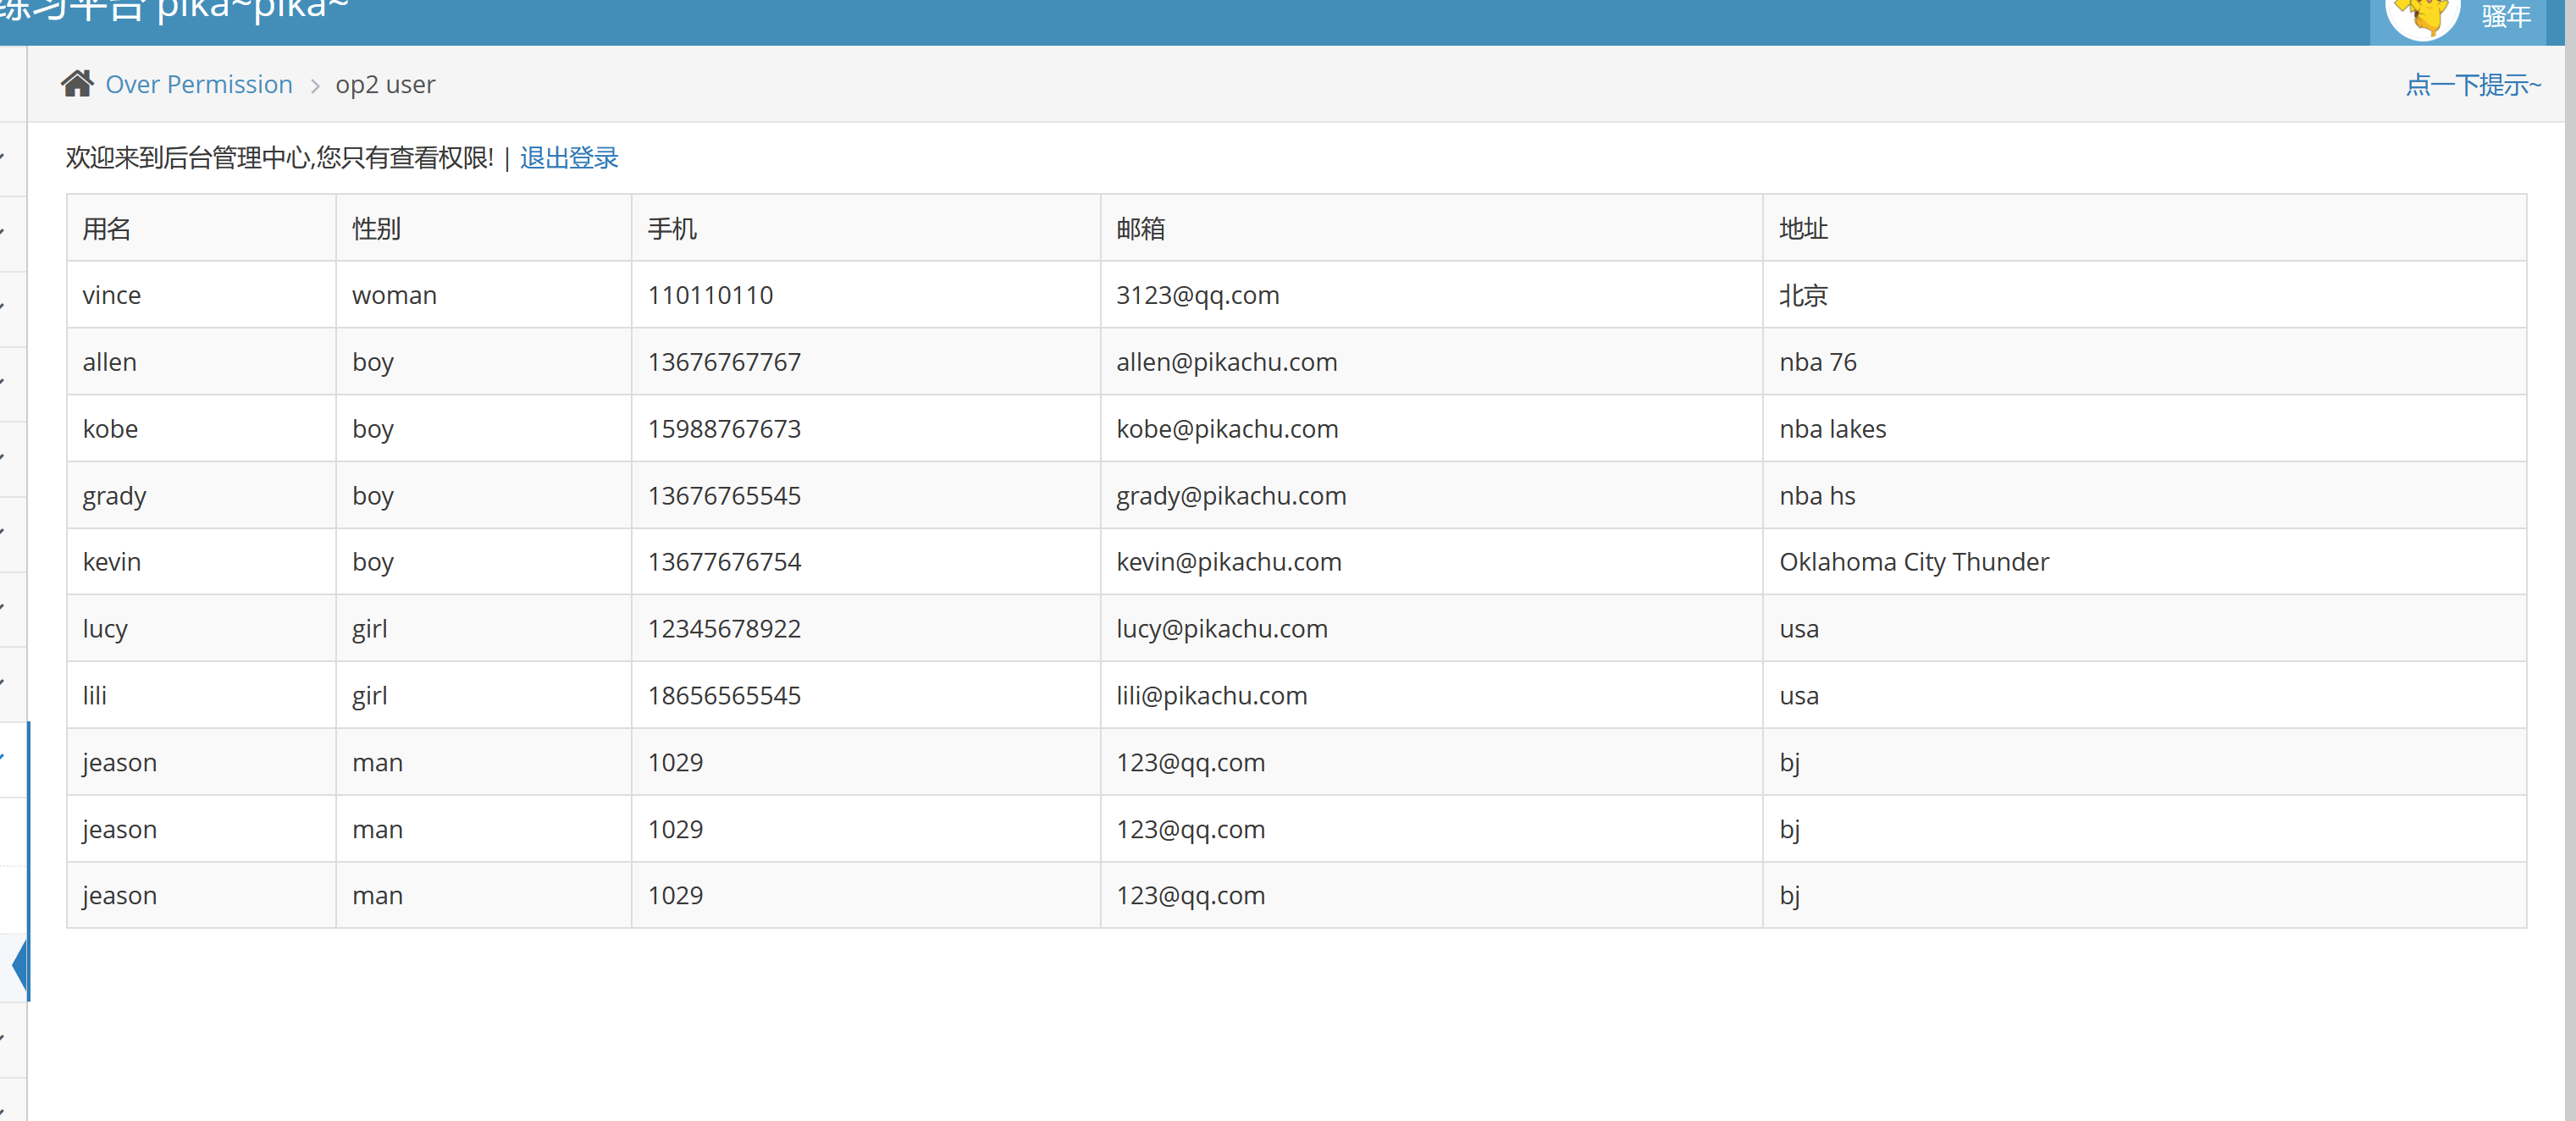 练习平台 pika~pika~
骚年
Over Permission > op2 user
点一下提示~
欢迎来到后台管理中心,您只有查看权限! | 退出登录
用名 性别 手机 邮箱 地址
vince woman 110110110 3123@qq.com 北京
allen boy 13676767767 allen@pikachu.com nba 76
kobe boy 15988767673 kobe@pikachu.com nba lakes
grady boy 13676765545 grady@pikachu.com nba hs
kevin boy 13677676754 kevin@pikachu.com Oklahoma City Thunder
lucy girl 12345678922 lucy@pikachu.com usa
lili girl 18656565545 lili@pikachu.com usa
jeason man 1029 123@qq.com bj
jeason man 1029 123@qq.com bj
jeason man 1029 123@qq.com bj